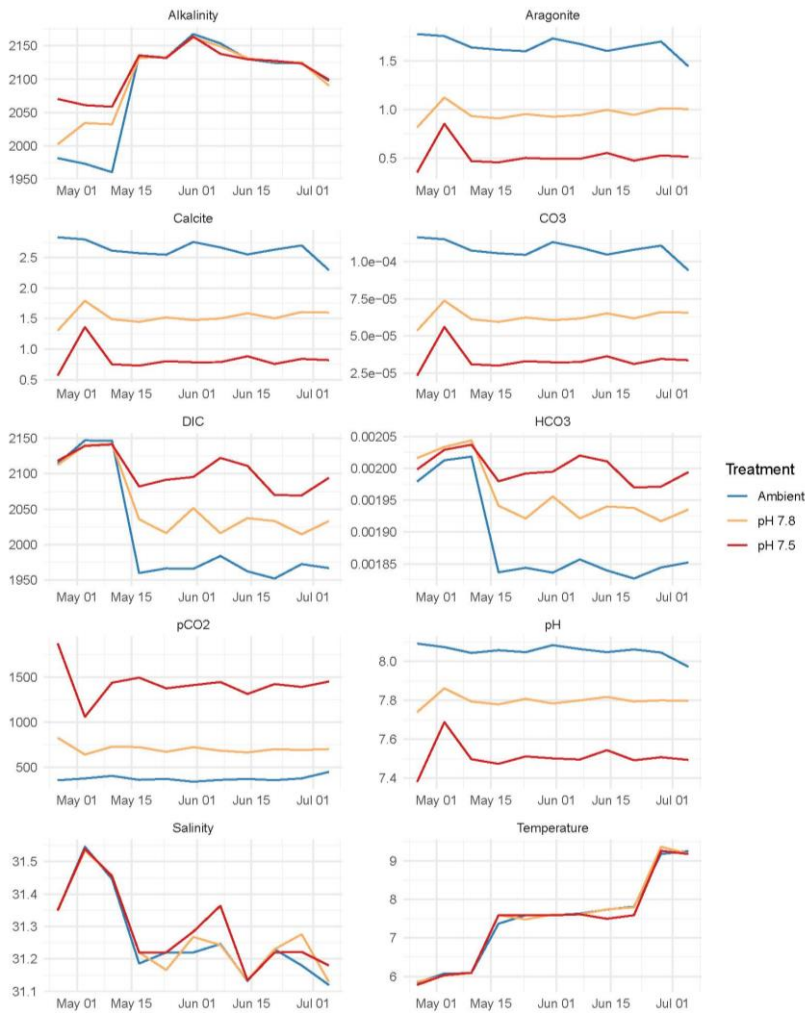 Alkalinity
Aragonite
2150
2100
2050
2000
1950
1.5
1.0
0.5
May 01 May 15 Jun 01 Jun 15 Jul 01
May 01 May 15 Jun 01 Jun 15 Jul 01
Calcite
CO3
2.5
2.0
1.5
1.0
0.5
1.0e−04
7.5e−05
5.0e−05
2.5e−05
May 01 May 15 Jun 01 Jun 15 Jul 01
May 01 May 15 Jun 01 Jun 15 Jul 01
DIC
HCO3
2150
2100
2050
2000
1950
0.00205
0.00200
0.00195
0.00190
0.00185
May 01 May 15 Jun 01 Jun 15 Jul 01
May 01 May 15 Jun 01 Jun 15 Jul 01
Treatment
Ambient
pH 7.8
pH 7.5
pCO2
pH
1500
1000
500
8.0
7.8
7.6
7.4
May 01 May 15 Jun 01 Jun 15 Jul 01
May 01 May 15 Jun 01 Jun 15 Jul 01
Salinity
Temperature
31.5
31.4
31.3
31.2
31.1
9
8
7
6
May 01 May 15 Jun 01 Jun 15 Jul 01
May 01 May 15 Jun 01 Jun 15 Jul 01